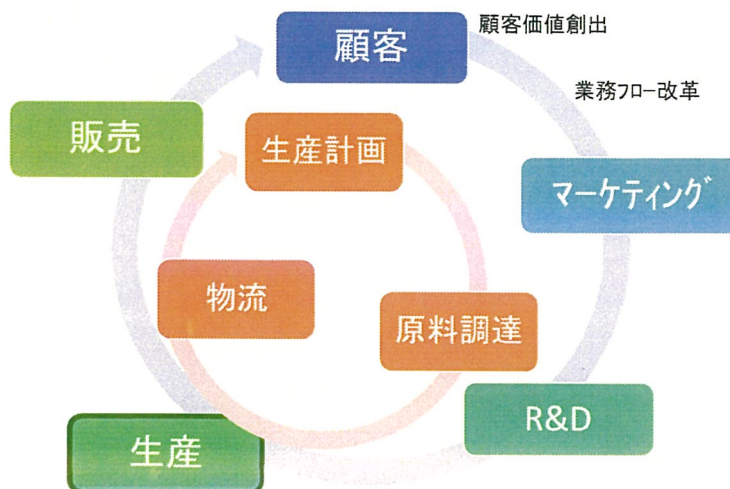 顧客
顧客価値創出
業務フロー改革
販売
生産計画
マーケティング
物流
原料調達
R&D
生産